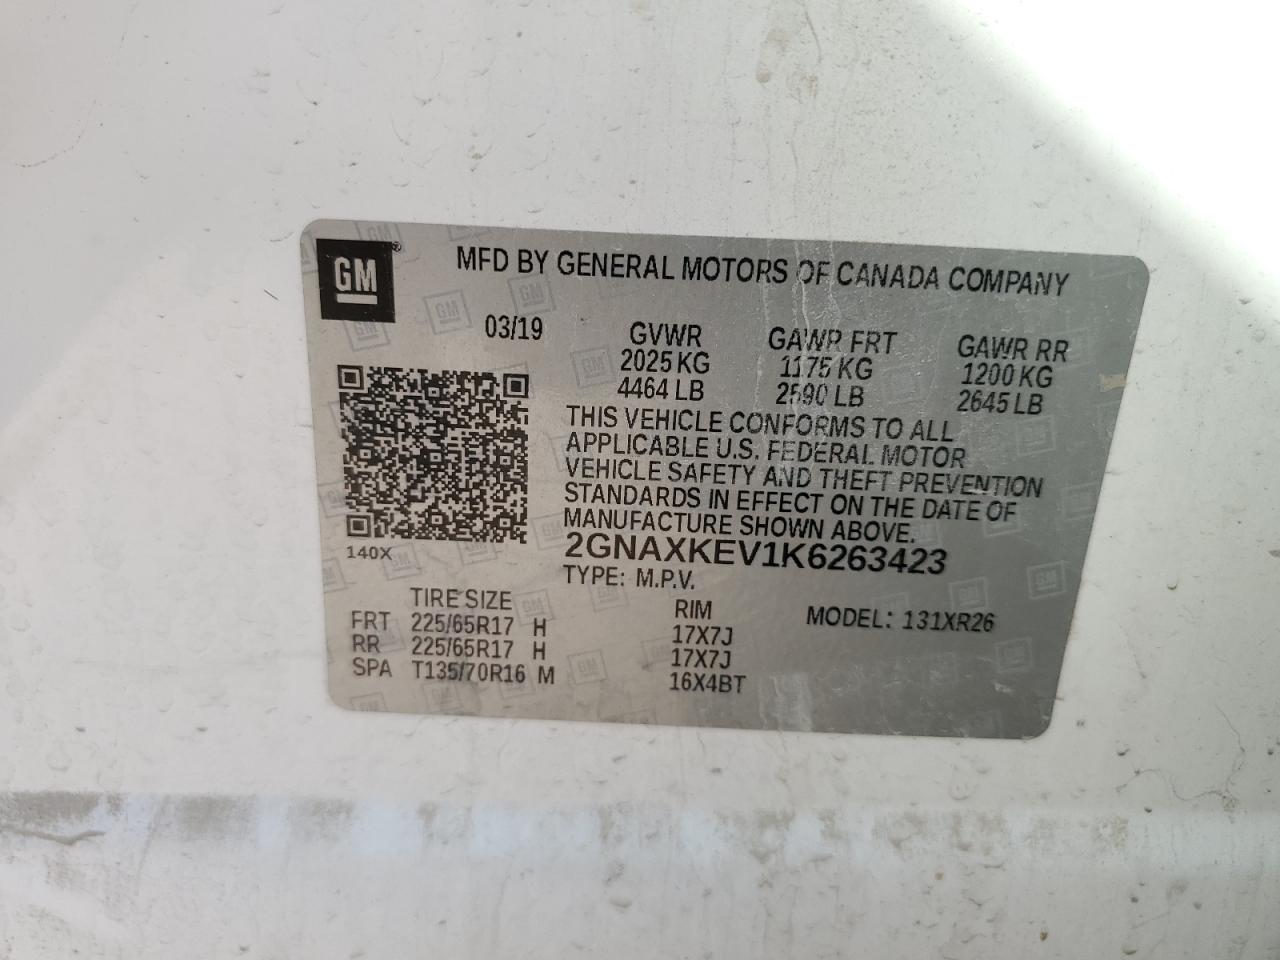 GM®
MFD BY GENERAL MOTORS OF CANADA COMPANY
03/19 GVWR GAWR FRT GAWR RR
2025 KG 1175 KG 1200 KG
4464 LB 2590 LB 2645 LB
THIS VEHICLE CONFORMS TO ALL
APPLICABLE U.S. FEDERAL MOTOR
VEHICLE SAFETY AND THEFT PREVENTION
STANDARDS IN EFFECT ON THE DATE OF
MANUFACTURE SHOWN ABOVE.
2GNAXKEV1K6263423
140X
TYPE: M.P.V.
TIRE SIZE RIM MODEL: 131XR26
FRT 225/65R17 H 17X7J
RR 225/65R17 H 17X7J
SPA T135/70R16 M 16X4BT